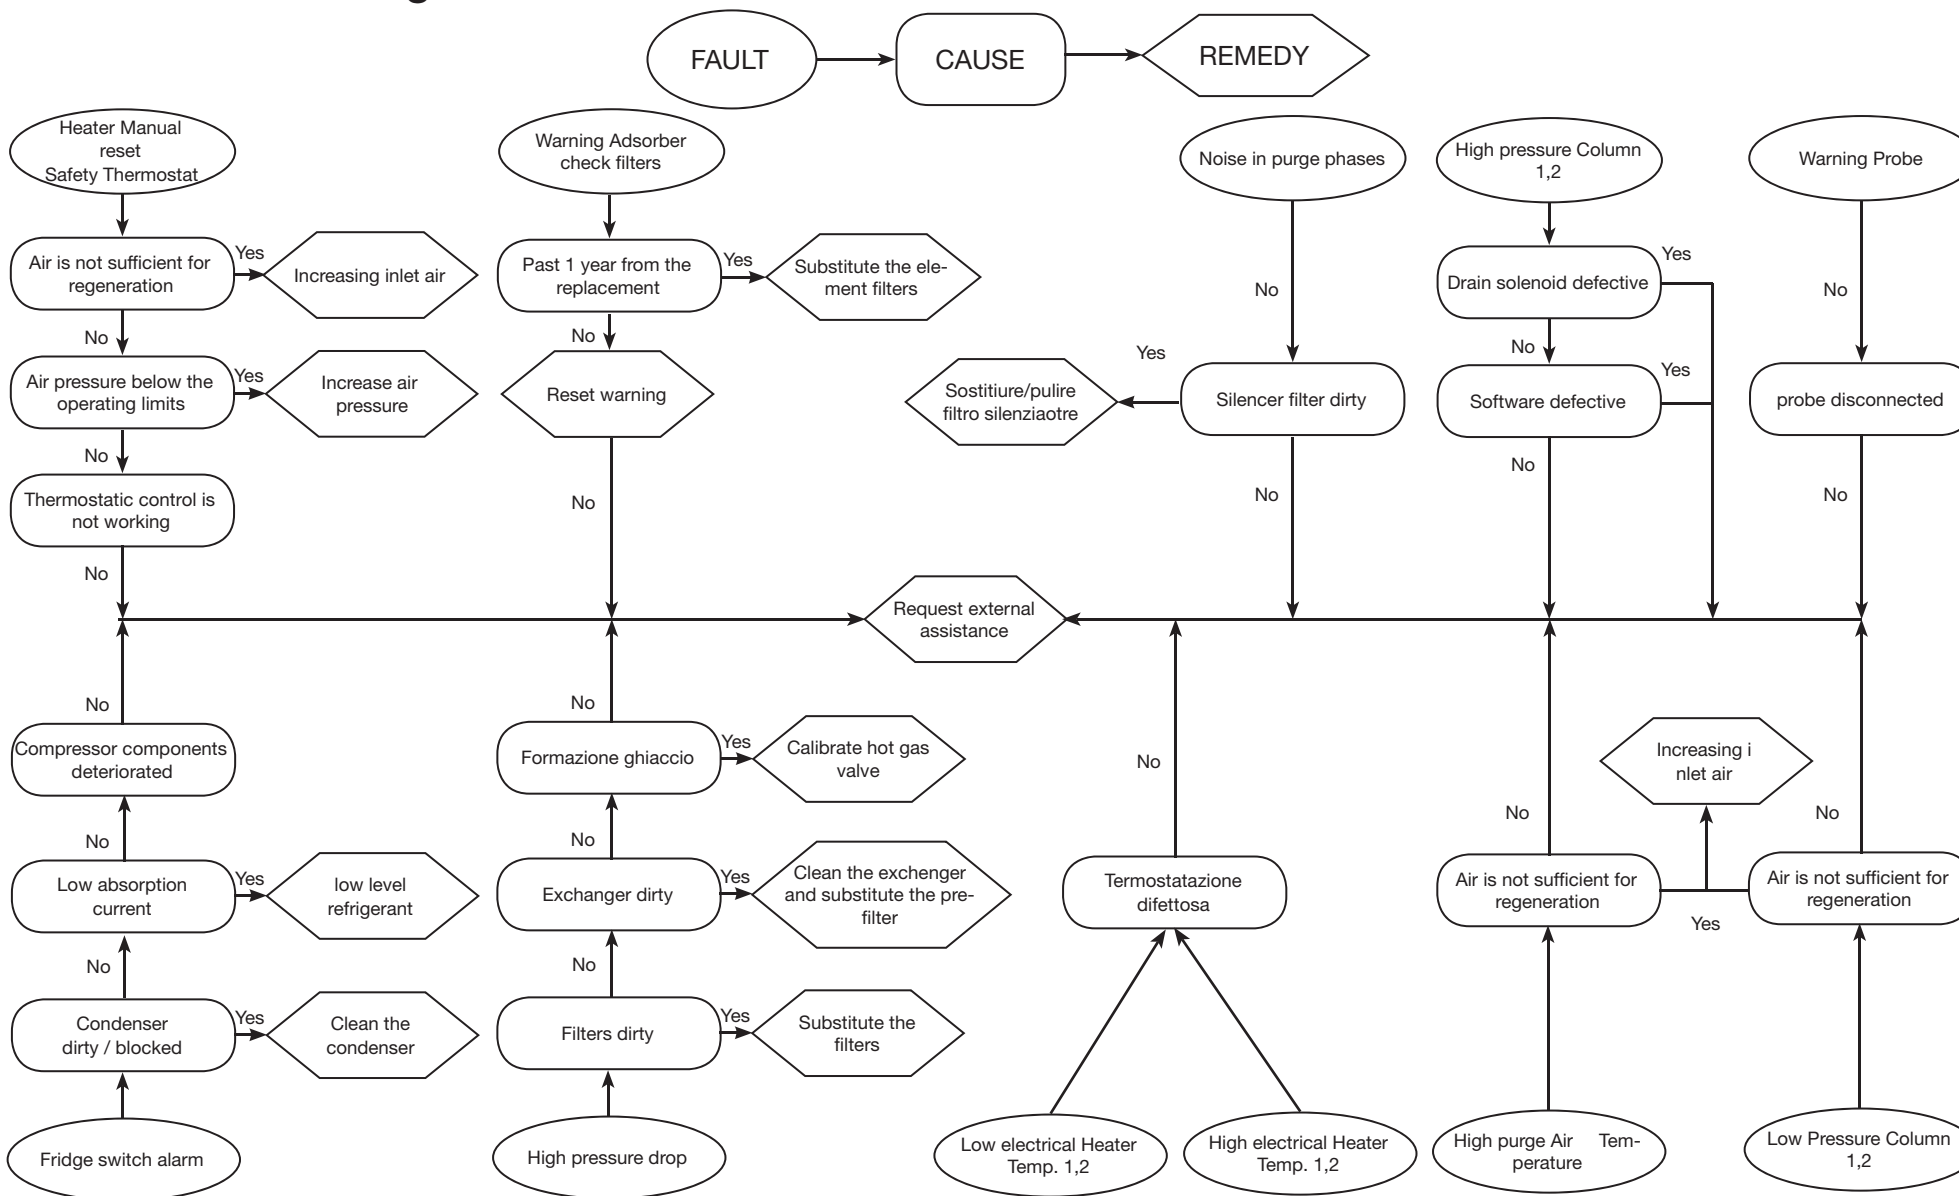 FAULT
CAUSE
REMEDY
Heater Manual
reset
Safety Thermostat
Warning Adsorber
check filters
Noise in purge phases
High pressure Column
1,2
Warning Probe
Air is not sufficient for
regeneration
Yes
Increasing inlet air
Past 1 year from the
replacement
Yes
Substitute the ele-
ment filters
No
Drain solenoid defective
Yes
No
No
No
No
Air pressure below the
operating limits
Yes
Increase air
pressure
Reset warning
Yes
Sostitiure/pulire
filtro silenziaotre
Silencer filter dirty
Software defective
Yes
probe disconnected
No
No
No
No
No
Thermostatic control is
not working
No
Request external
assistance
No
No
Compressor components
deteriorated
Formazione ghiaccio
Yes
Calibrate hot gas
valve
No
Increasing i
nlet air
No
No
No
No
Low absorption
current
Yes
low level
refrigerant
Exchanger dirty
Yes
Clean the exchenger
and substitute the pre-
filter
Termostatazione
difettosa
Air is not sufficient for
regeneration
Yes
Air is not sufficient for
regeneration
No
No
Condenser
dirty / blocked
Yes
Clean the
condenser
Filters dirty
Yes
Substitute the
filters
Fridge switch alarm
High pressure drop
Low electrical Heater
Temp. 1,2
High electrical Heater
Temp. 1,2
High purge Air Tem-
perature
Low Pressure Column
1,2